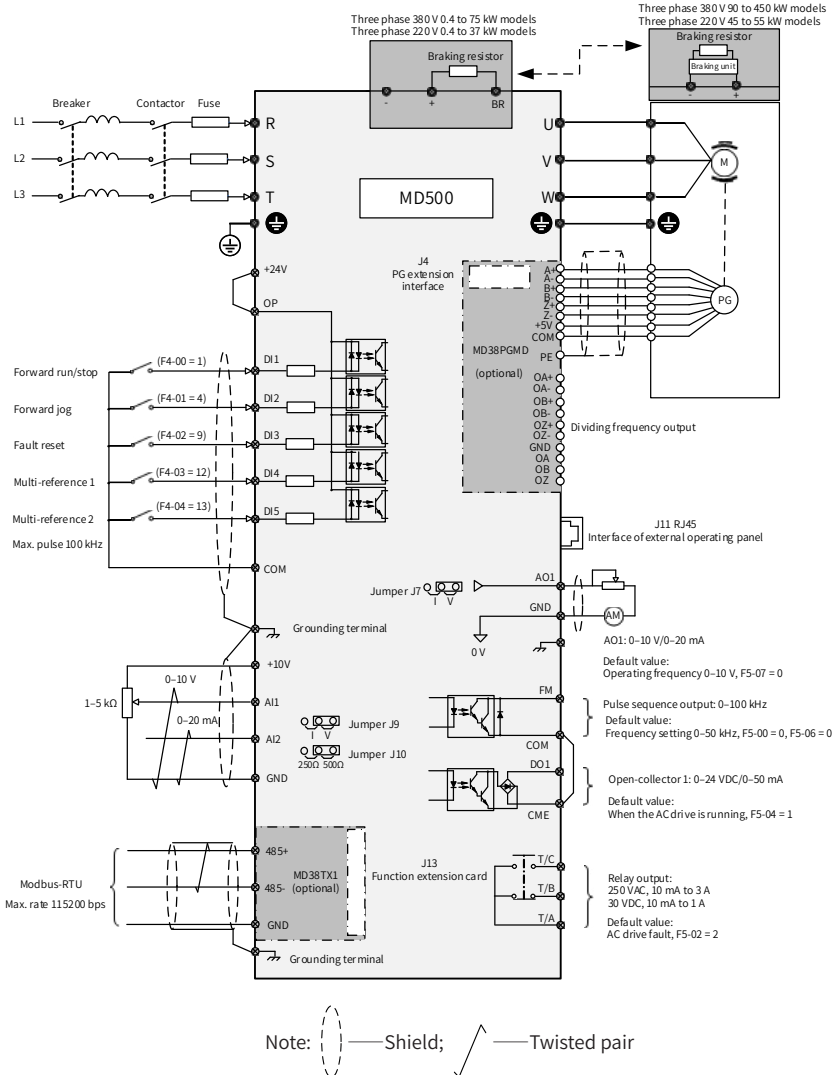 Three phase 380 V 0.4 to 75 kW models
Three phase 220 V 0.4 to 37 kW models
Three phase 380 V 90 to 450 kW models
Three phase 220 V 45 to 55 kW models
Braking resistor
- + BR
Braking resistor
Braking unit
- +
Breaker Contactor Fuse
L1 R U
L2 S V
L3 T W
M
MD500
+24V
OP
J4
PG extension
interface
A+
A-
B+
B-
Z+
Z-
+5V
COM
PE
PG
MD38PGMD
(optional)
OA+
OA-
OB+
OB-
OZ+
OZ-
GND
OA
OB
OZ
Dividing frequency output
Forward run/stop (F4-00 = 1) DI1
Forward jog (F4-01 = 4) DI2
Fault reset (F4-02 = 9) DI3
Multi-reference 1 (F4-03 = 12) DI4
Multi-reference 2 (F4-04 = 13) DI5
Max. pulse 100 kHz
COM
J11 RJ45
Interface of external operating panel
Jumper J7
I V
AO1
GND
0 V
AM
AO1: 0–10 V/0–20 mA
Default value:
Operating frequency 0–10 V, F5-07 = 0
Grounding terminal
+10V
0–10 V
1–5 kΩ
AI1
0–20 mA
AI2
GND
Jumper J9
I V
Jumper J10
250Ω 500Ω
FM
COM
Pulse sequence output: 0–100 kHz
Default value:
Frequency setting 0–50 kHz, F5-00 = 0, F5-06 = 0
DO1
CME
Open-collector 1: 0–24 VDC/0–50 mA
Default value:
When the AC drive is running, F5-04 = 1
Modbus-RTU
Max. rate 115200 bps
485+
485-
GND
MD38TX1
(optional)
J13
Function extension card
T/C
T/B
T/A
Relay output:
250 VAC, 10 mA to 3 A
30 VDC, 10 mA to 1 A
Default value:
AC drive fault, F5-02 = 2
Grounding terminal
Note: Shield; Twisted pair